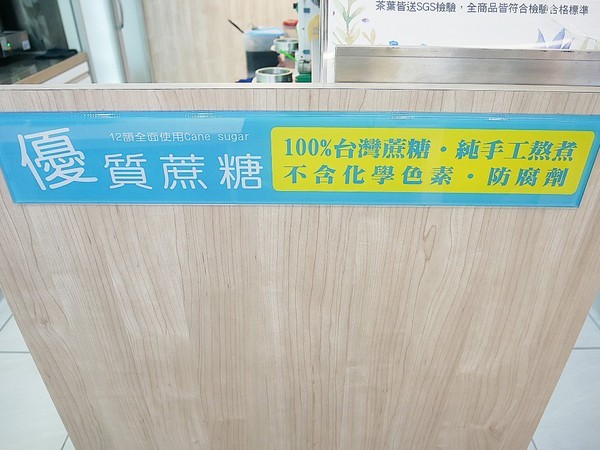 茶葉皆送SGS檢驗，全商品皆符合檢驗合格標準
12韻全面使用Cane sugar
優質蔗糖
100%台灣蔗糖・純手工熬煮
不含化學色素・防腐劑